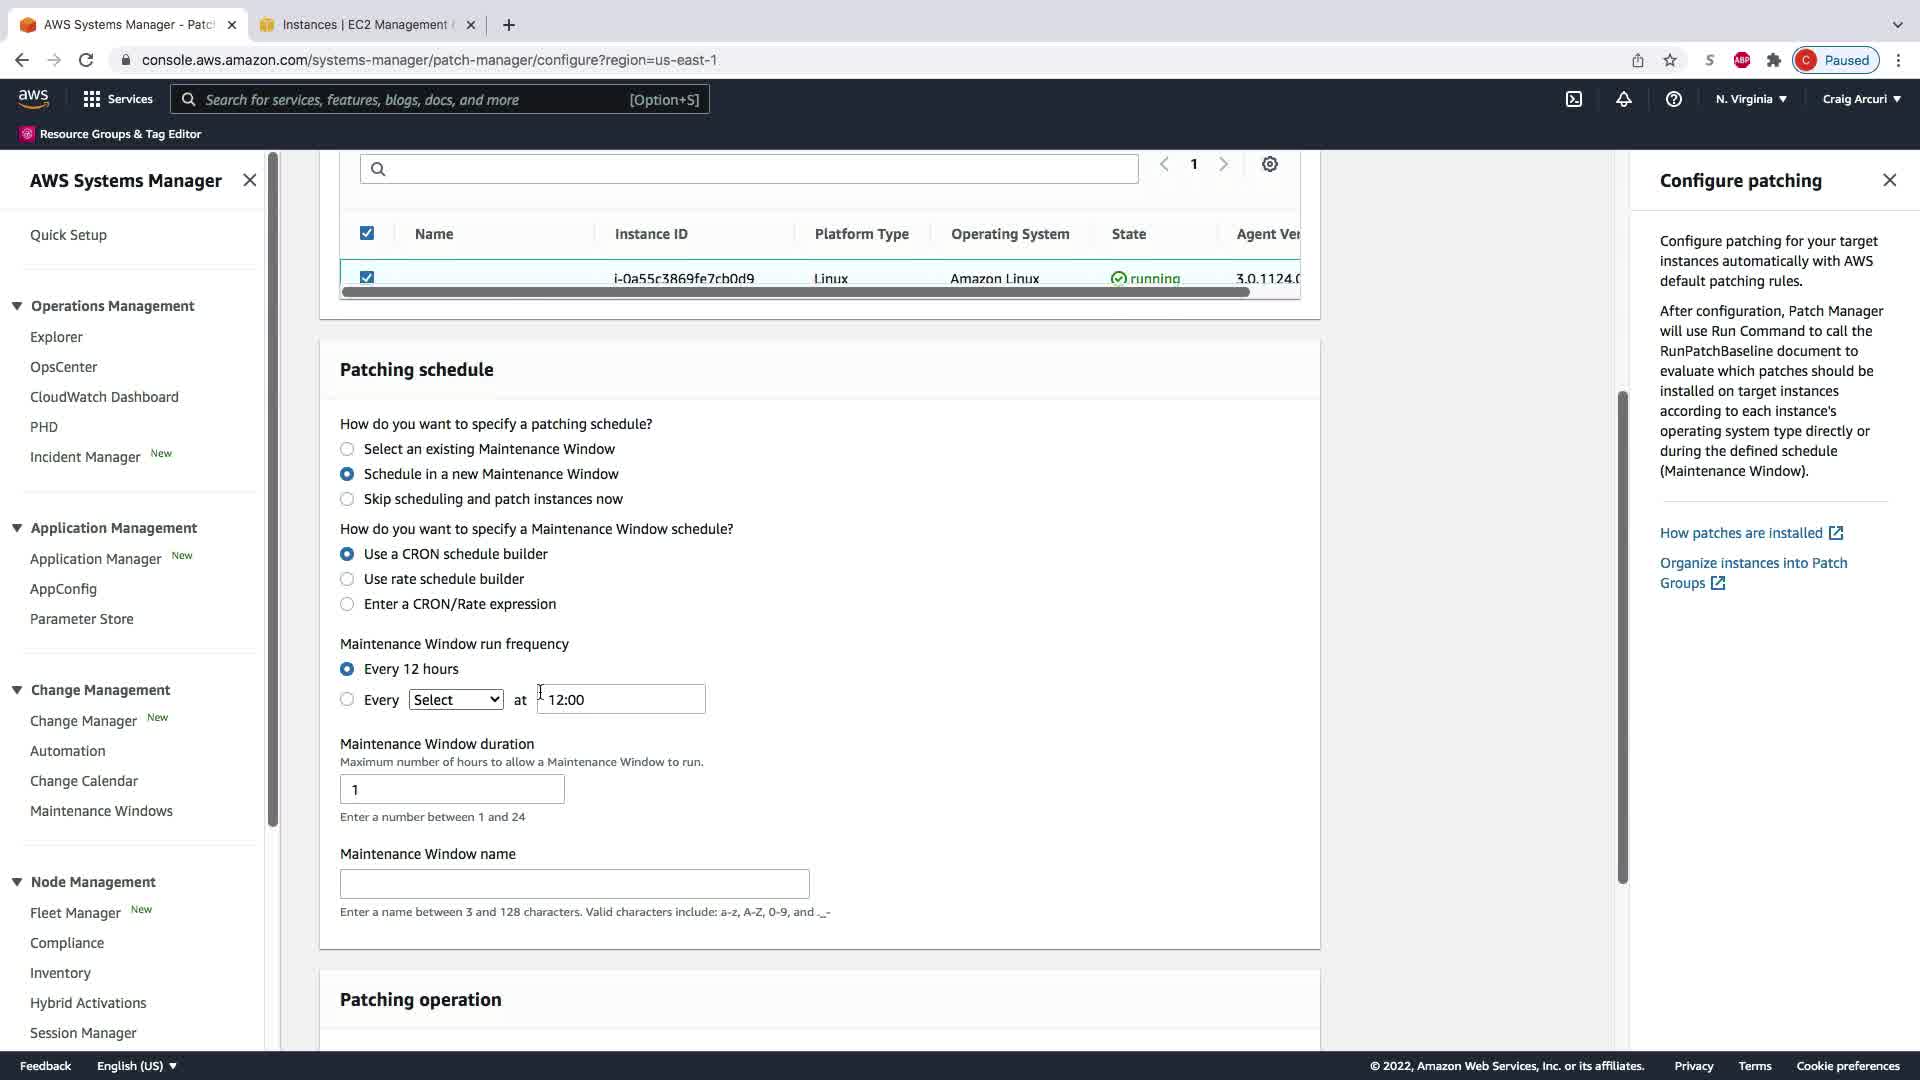 AWS Systems Manager - Patc
Instances | EC2 Management
console.aws.amazon.com/systems-manager/patch-manager/configure?region=us-east-1
S
ABP
C
Paused
aws
Services
Search for services, features, blogs, docs, and more
[Option+S]
N. Virginia
Craig Arcuri
Resource Groups & Tag Editor
AWS Systems Manager
Quick Setup
Operations Management
Explorer
OpsCenter
CloudWatch Dashboard
PHD
Incident Manager New
Application Management
Application Manager New
AppConfig
Parameter Store
Change Management
Change Manager New
Automation
Change Calendar
Maintenance Windows
Node Management
Fleet Manager New
Compliance
Inventory
Hybrid Activations
Session Manager
1
Name Instance ID Platform Type Operating System State Agent Ver
i-0a55c3869fe7cb0d9 Linux Amazon Linux running 3.0.1124.0
Patching schedule
How do you want to specify a patching schedule?
Select an existing Maintenance Window
Schedule in a new Maintenance Window
Skip scheduling and patch instances now
How do you want to specify a Maintenance Window schedule?
Use a CRON schedule builder
Use rate schedule builder
Enter a CRON/Rate expression
Maintenance Window run frequency
Every 12 hours
Every Select at 12:00
Maintenance Window duration
Maximum number of hours to allow a Maintenance Window to run.
1
Enter a number between 1 and 24
Maintenance Window name
Enter a name between 3 and 128 characters. Valid characters include: a-z, A-Z, 0-9, and ._-
Patching operation
Configure patching
Configure patching for your target
instances automatically with AWS
default patching rules.
After configuration, Patch Manager
will use Run Command to call the
RunPatchBaseline document to
evaluate which patches should be
installed on target instances
according to each instance's
operating system type directly or
during the defined schedule
(Maintenance Window).
How patches are installed
Organize instances into Patch
Groups
Feedback
English (US)
© 2022, Amazon Web Services, Inc. or its affiliates.
Privacy
Terms
Cookie preferences